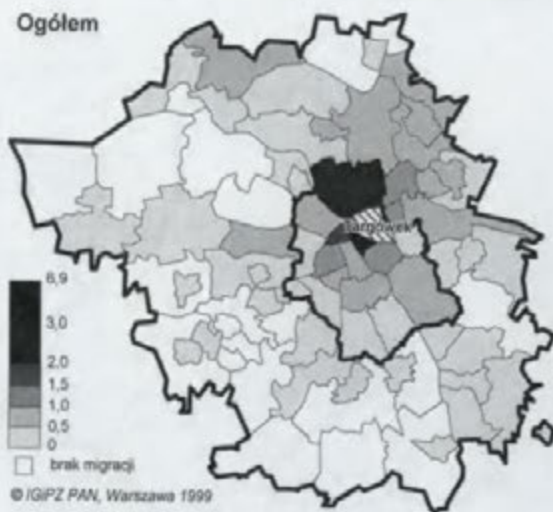 Ogółem
Targówek
6,9
3,0
2,0
1,5
1,0
0,5
0
brak migracji
© IGiPZ PAN, Warszawa 1999